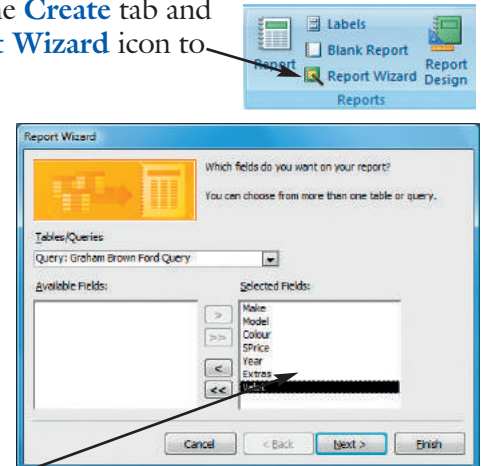 e Create tab and
t Wizard icon to
Labels
Blank Report
Report
Report Wizard
Report
Design
Reports
Report Wizard
Which fields do you want on your report?
You can choose from more than one table or query.
Tables/Queries
Query: Graham Brown Ford Query
Available Fields:
Selected Fields:
>
>>
<
<<
Make
Model
Colour
SPrice
Year
Extras
Cancel
< Back
Next >
Finish